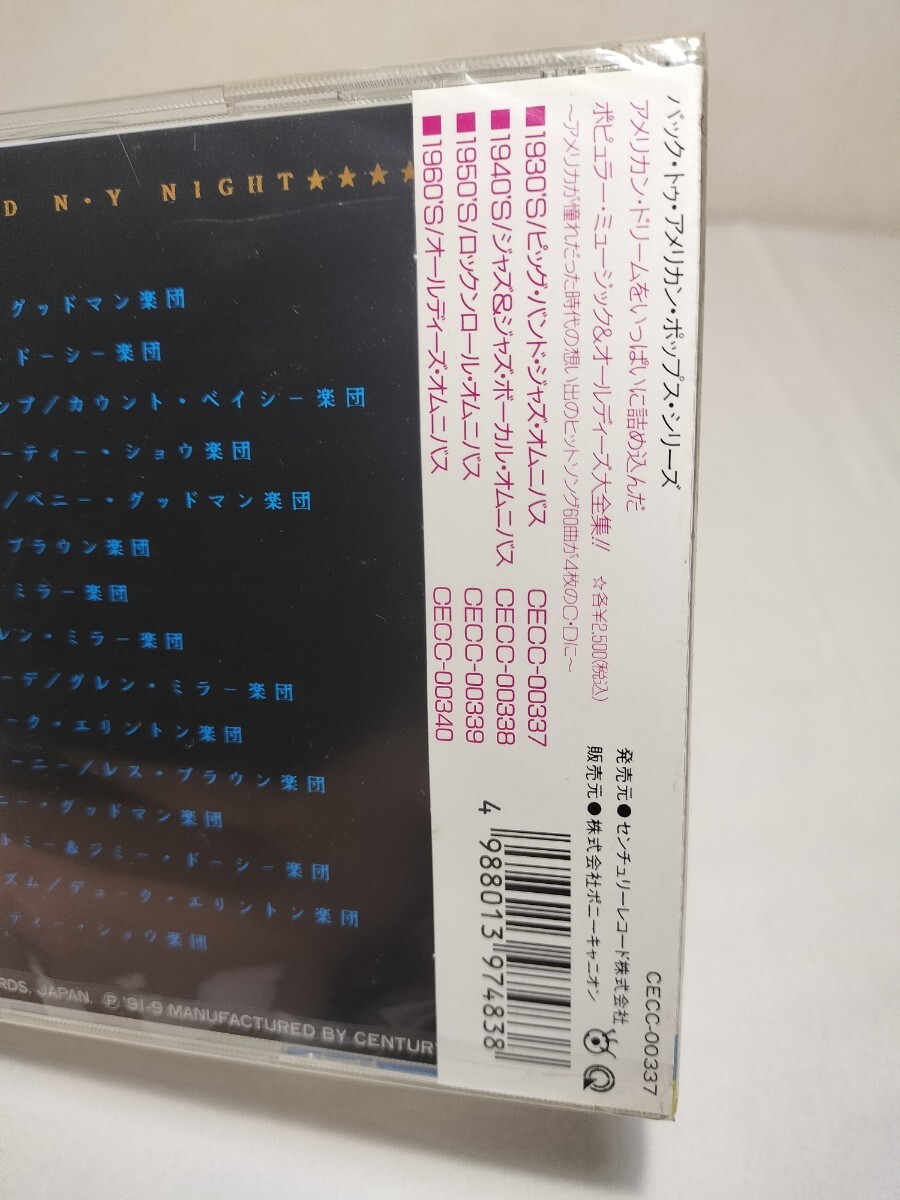 D N・Y NIGHT★★★★
グッドマン楽団
ドーシー楽団
ンプ/カウント・ベイシー楽団
ーティー・ショウ楽団
/ベニー・グッドマン楽団
ブラウン楽団
ミラー楽団
レン・ミラー楽団
ーデ/グレン・ミラー楽団
ーク・エリントン楽団
ーニー/レス・ブラウン楽団
ニー・グッドマン楽団
トミー&ジミー・ドーシー楽団
ズム/デューク・エリントン楽団
ティー・ショウ楽団
RDS, JAPAN. Ⓟ '91-9 MANUFACTURED BY CENTURY
バック・トゥ・アメリカン・ポップス・シリーズ
アメリカン・ドリームをいっぱいに詰め込んだ
ポピュラー・ミュージック&オールディーズ大全集!! ☆各¥2,500(税込)
〜アメリカが憧れだった時代の想い出のヒットソング60曲が4枚のC・Dに〜
■1930'S/ビッグ・バンド・ジャズ・オムニバス CECC-00337
■1940'S/ジャズ&ジャズ・ボーカル・オムニバス CECC-00338
■1950'S/ロックンロール・オムニバス CECC-00339
■1960'S/オールディーズ・オムニバス CECC-00340
発売元●センチュリーレコード株式会社
販売元●株式会社ポニーキャニオン
4 988013 974838
CECC-00337